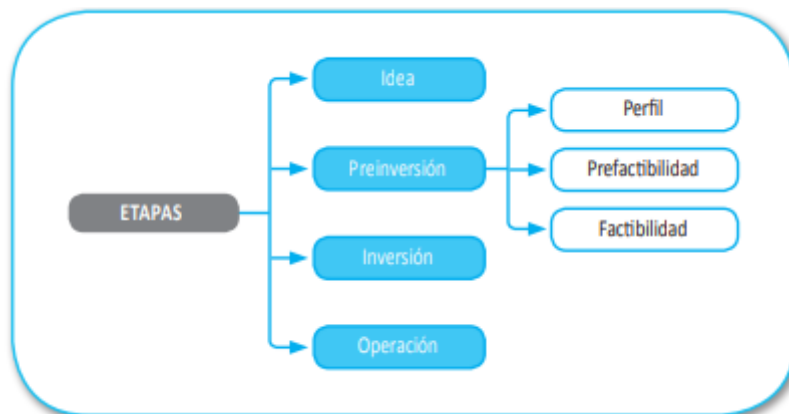 ETAPAS
Idea
Preinversión
Inversión
Operación
Perfil
Prefactibilidad
Factibilidad